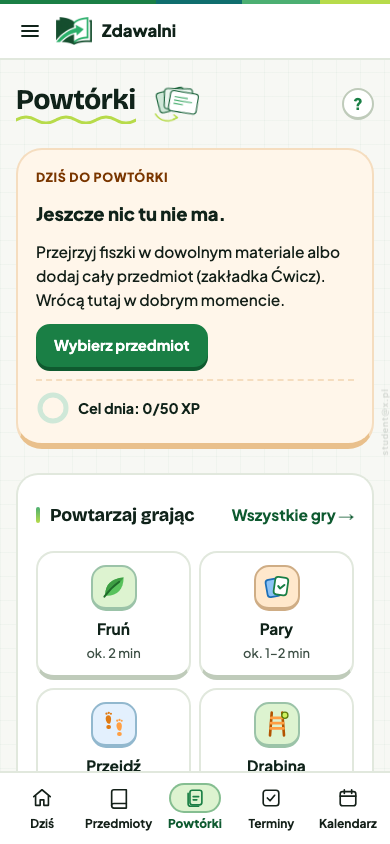 Zdawalni
Powtórki
?
DZIŚ DO POWTÓRKI
Jeszcze nic tu nie ma.
Przejrzyj fiszki w dowolnym materiale albo
dodaj cały przedmiot (zakładka Ćwicz).
Wrócą tutaj w dobrym momencie.
Wybierz przedmiot
Cel dnia: 0/50 XP
student@z.pl
Powtarzaj grając
Wszystkie gry →
Fruń
ok. 2 min
Pary
ok. 1–2 min
Przejdź
Drabina
Dziś
Przedmioty
Powtórki
Terminy
Kalendarz